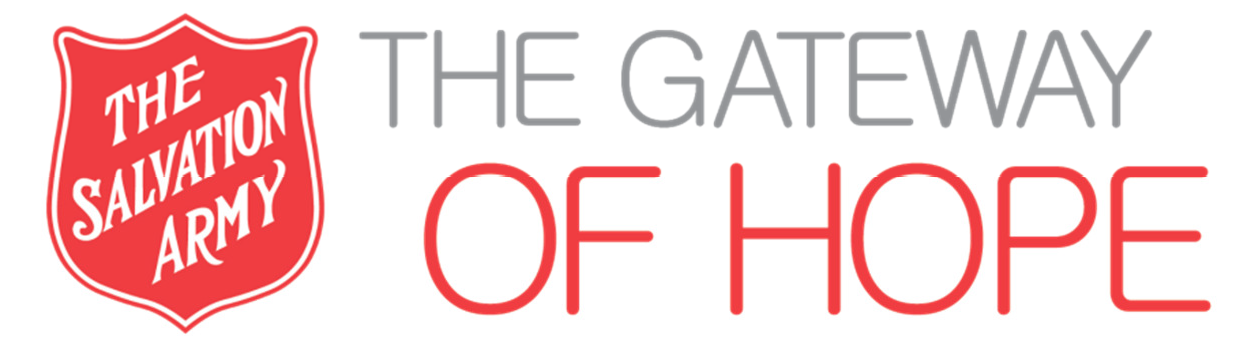 THE
SALVATION
ARMY
THE GATEWAY
OF HOPE